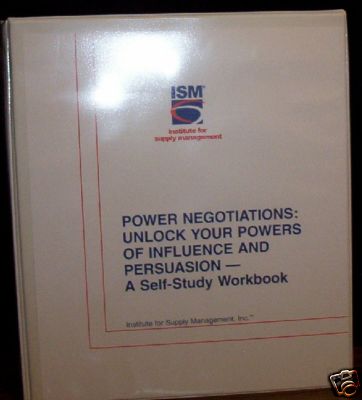 ISM
Institute for
supply management
POWER NEGOTIATIONS:
UNLOCK YOUR POWERS
OF INFLUENCE AND
PERSUASION —
A Self-Study Workbook
Institute for Supply Management, Inc.™